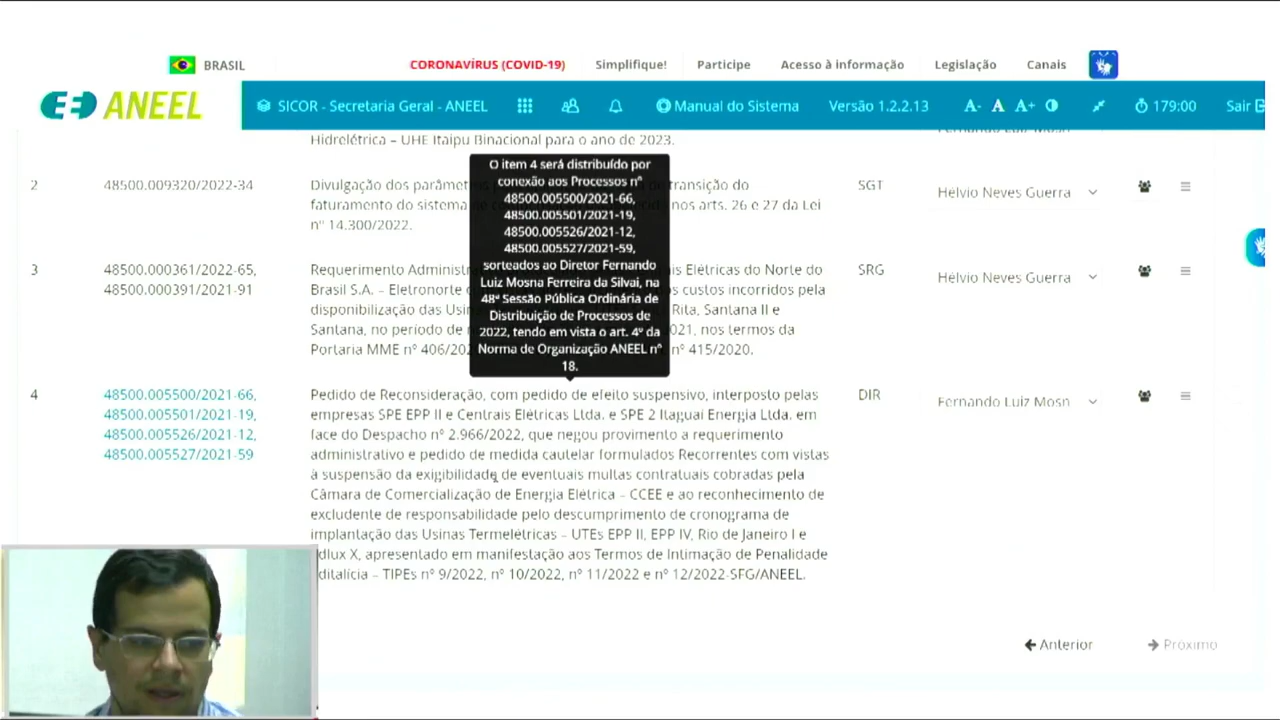 BRASIL
CORONAVÍRUS (COVID-19)
Simplifique!
Participe
Acesso à informação
Legislação
Canais
ANEEL
SICOR - Secretaria Geral - ANEEL
Manual do Sistema
Versão 1.2.2.13
A- A A+
179:00
Sair
Hidrelétrica – UHE Itaipu Binacional para o ano de 2023.
O item 4 será distribuído por
conexão aos Processos nº
48500.005500/2021-66,
48500.005501/2021-19,
48500.005526/2021-12,
48500.005527/2021-59,
sorteados ao Diretor Fernando
Luiz Mosna Ferreira da Silvai, na
48ª Sessão Pública Ordinária de
Distribuição de Processos de
2022, tendo em vista o art. 4º da
Norma de Organização ANEEL nº
18.
2
48500.009320/2022-34
Divulgação dos parâmet transição do
faturamento do sistema nos arts. 26 e 27 da Lei
nº 14.300/2022.
SGT
Hélvio Neves Guerra
3
48500.000361/2022-65,
48500.000391/2021-91
Requerimento Administ Elétricas do Norte do
Brasil S.A. – Eletronorte custos incorridos pela
disponibilização das Rita, Santana II e
Santana, no período de nos termos da
Portaria MME nº nº 415/2020.
SRG
Hélvio Neves Guerra
4
48500.005500/2021-66,
48500.005501/2021-19,
48500.005526/2021-12,
48500.005527/2021-59
Pedido de Reconsideração, com pedido de efeito suspensivo, interposto pelas
empresas SPE EPP II e Centrais Elétricas Ltda. e SPE 2 Itaguaí Energia Ltda. em
face do Despacho nº 2.966/2022, que negou provimento a requerimento
administrativo e pedido de medida cautelar formulados Recorrentes com vistas
à suspensão da exigibilidade de eventuais multas contratuais cobradas pela
Câmara de Comercialização de Energia Elétrica – CCEE e ao reconhecimento de
excludente de responsabilidade pelo descumprimento de cronograma de
implantação das Usinas Termelétricas – UTEs EPP II, EPP IV, Rio de Janeiro I e
dlux X, apresentado em manifestação aos Termos de Intimação de Penalidade
ditalícia – TIPEs nº 9/2022, nº 10/2022, nº 11/2022 e nº 12/2022-SFG/ANEEL.
DIR
Fernando Luiz Mosn
Anterior
Próximo